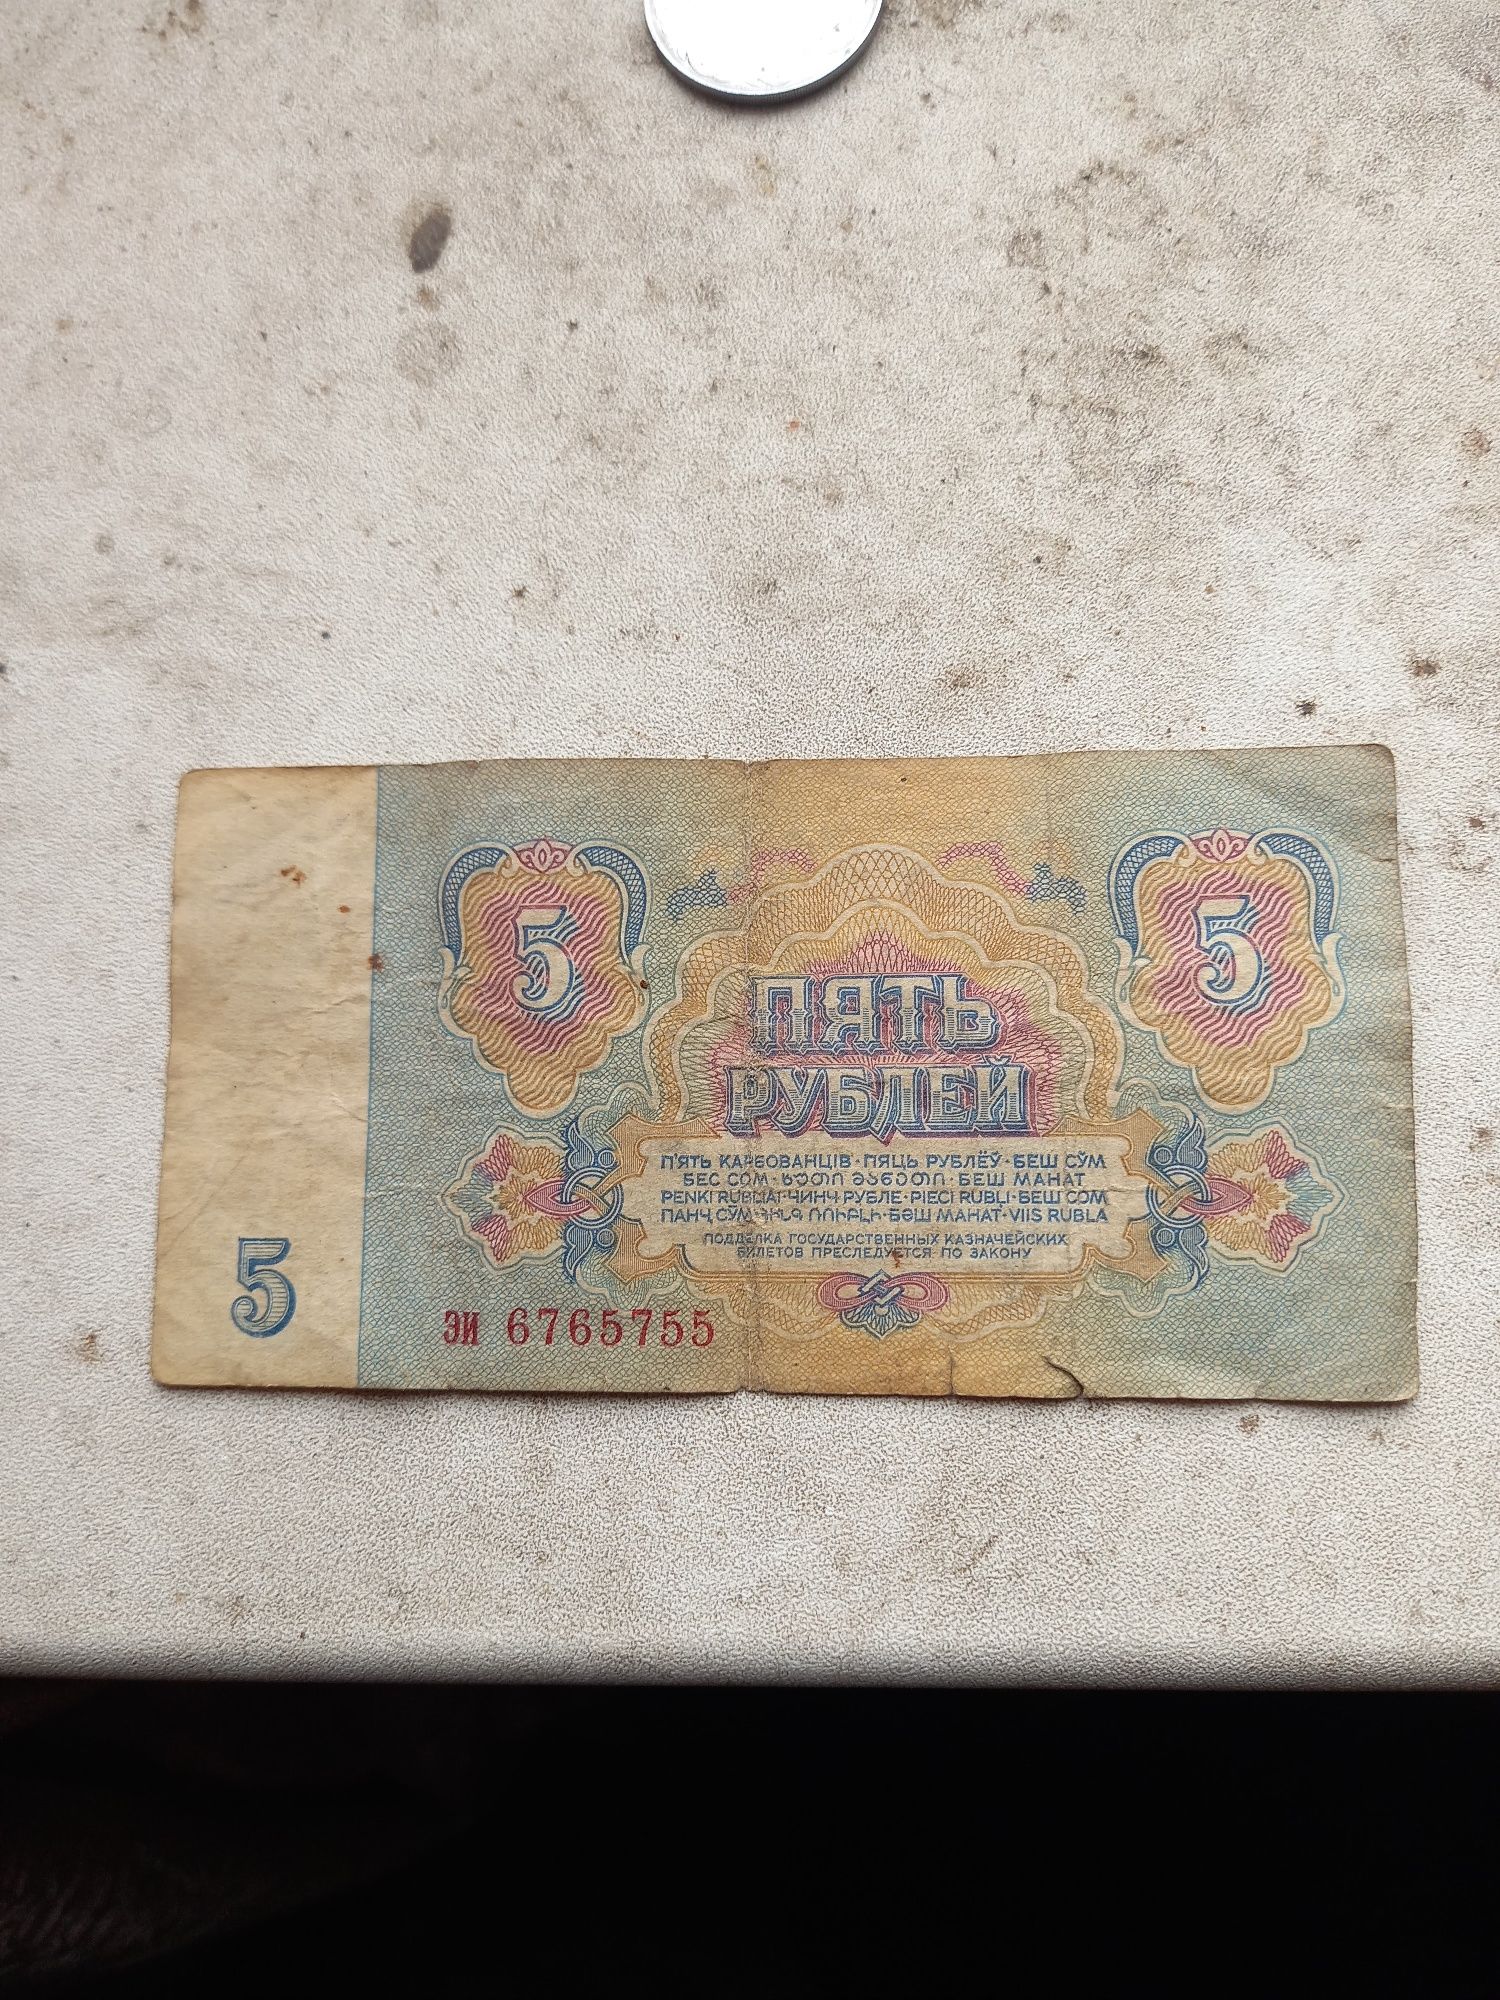 5
5
ПЯТЬ
РУБЛЕЙ
П'ЯТЬ КАРБОВАНЦІВ · ПЯЦЬ РУБЛЁЎ · БЕШ СЎМ
БЕС СОМ · ᲮᲣᲗᲘ ᲛᲐᲜᲔᲗᲘ · БЕШ МАНАТ
PENKI RUBLIAI · ЧИНЧ РУБЛЕ · PIECI RUBĻI · БЕШ СОМ
ПАНҶ СЎМ · ՀԻՆԳ ՌՈՒԲԼԻ · БӘШ МАНАТ · VIIS RUBLA
ПОДДЕЛКА ГОСУДАРСТВЕННЫХ КАЗНАЧЕЙСКИХ
БИЛЕТОВ ПРЕСЛЕДУЕТСЯ ПО ЗАКОНУ
5
ЭИ 6765755